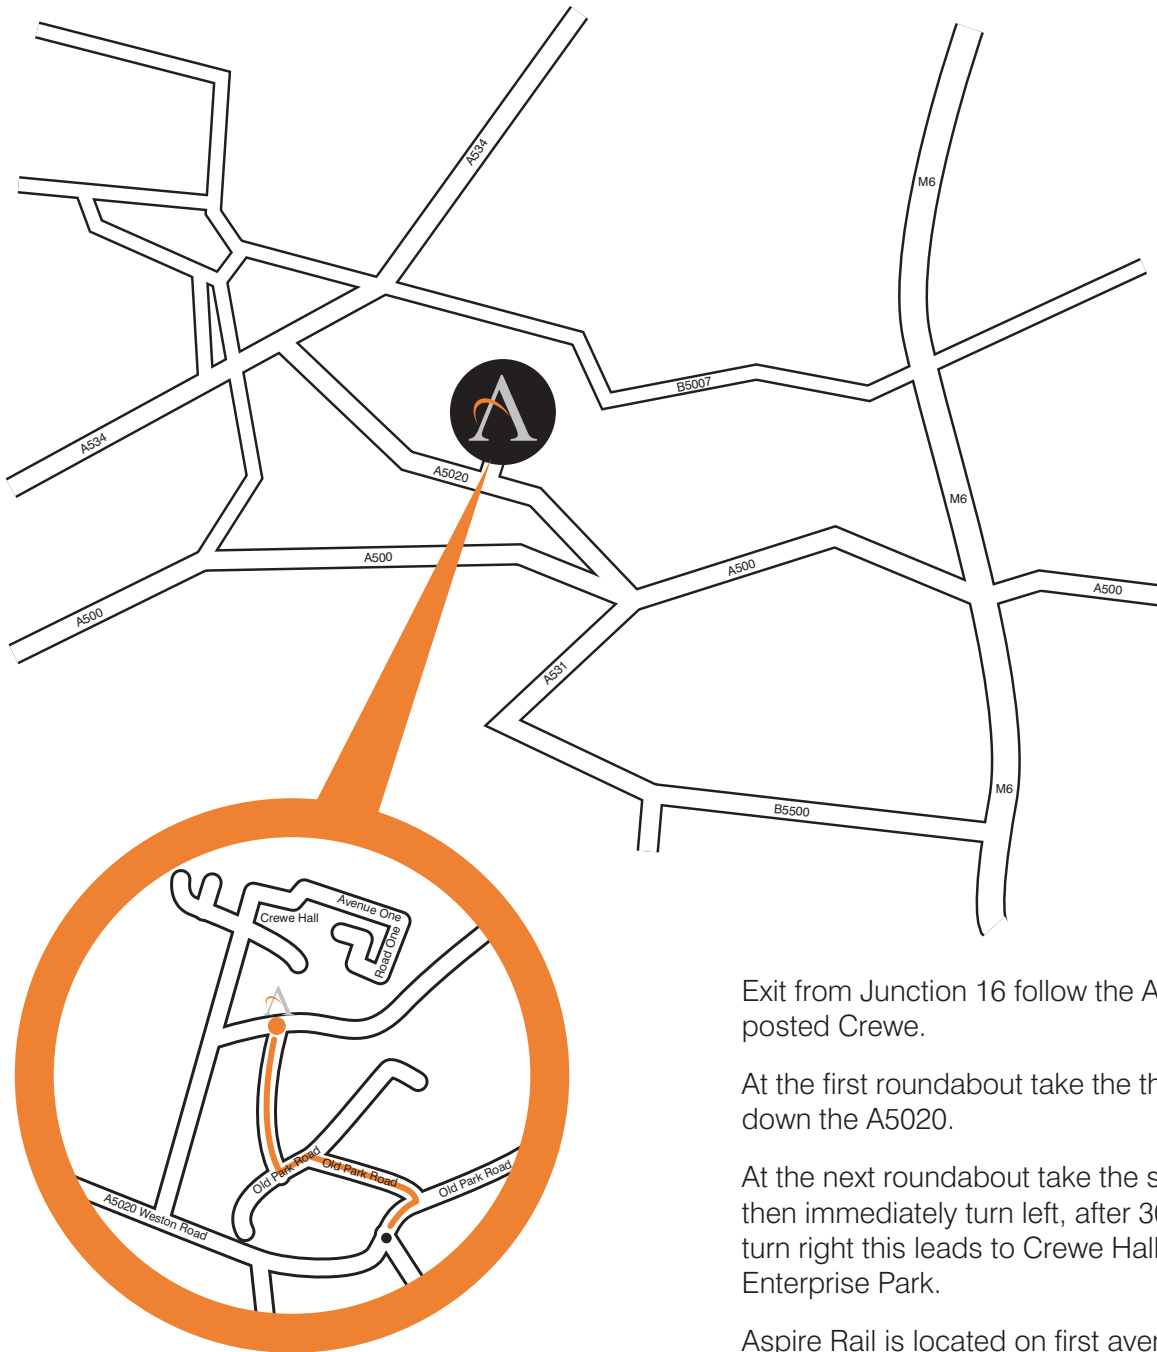 A534
M6
B5007
A534
A5020
M6
A500
A500
A500
A500
A531
M6
B5500
Avenue One
Crewe Hall
Road One
Old Park Road
Old Park Road
Old Park Road
A5020 Weston Road
Exit from Junction 16 follow the A
posted Crewe.
At the first roundabout take the th
down the A5020.
At the next roundabout take the s
then immediately turn left, after 30
turn right this leads to Crewe Hall
Enterprise Park.
Aspire Rail is located on first aven